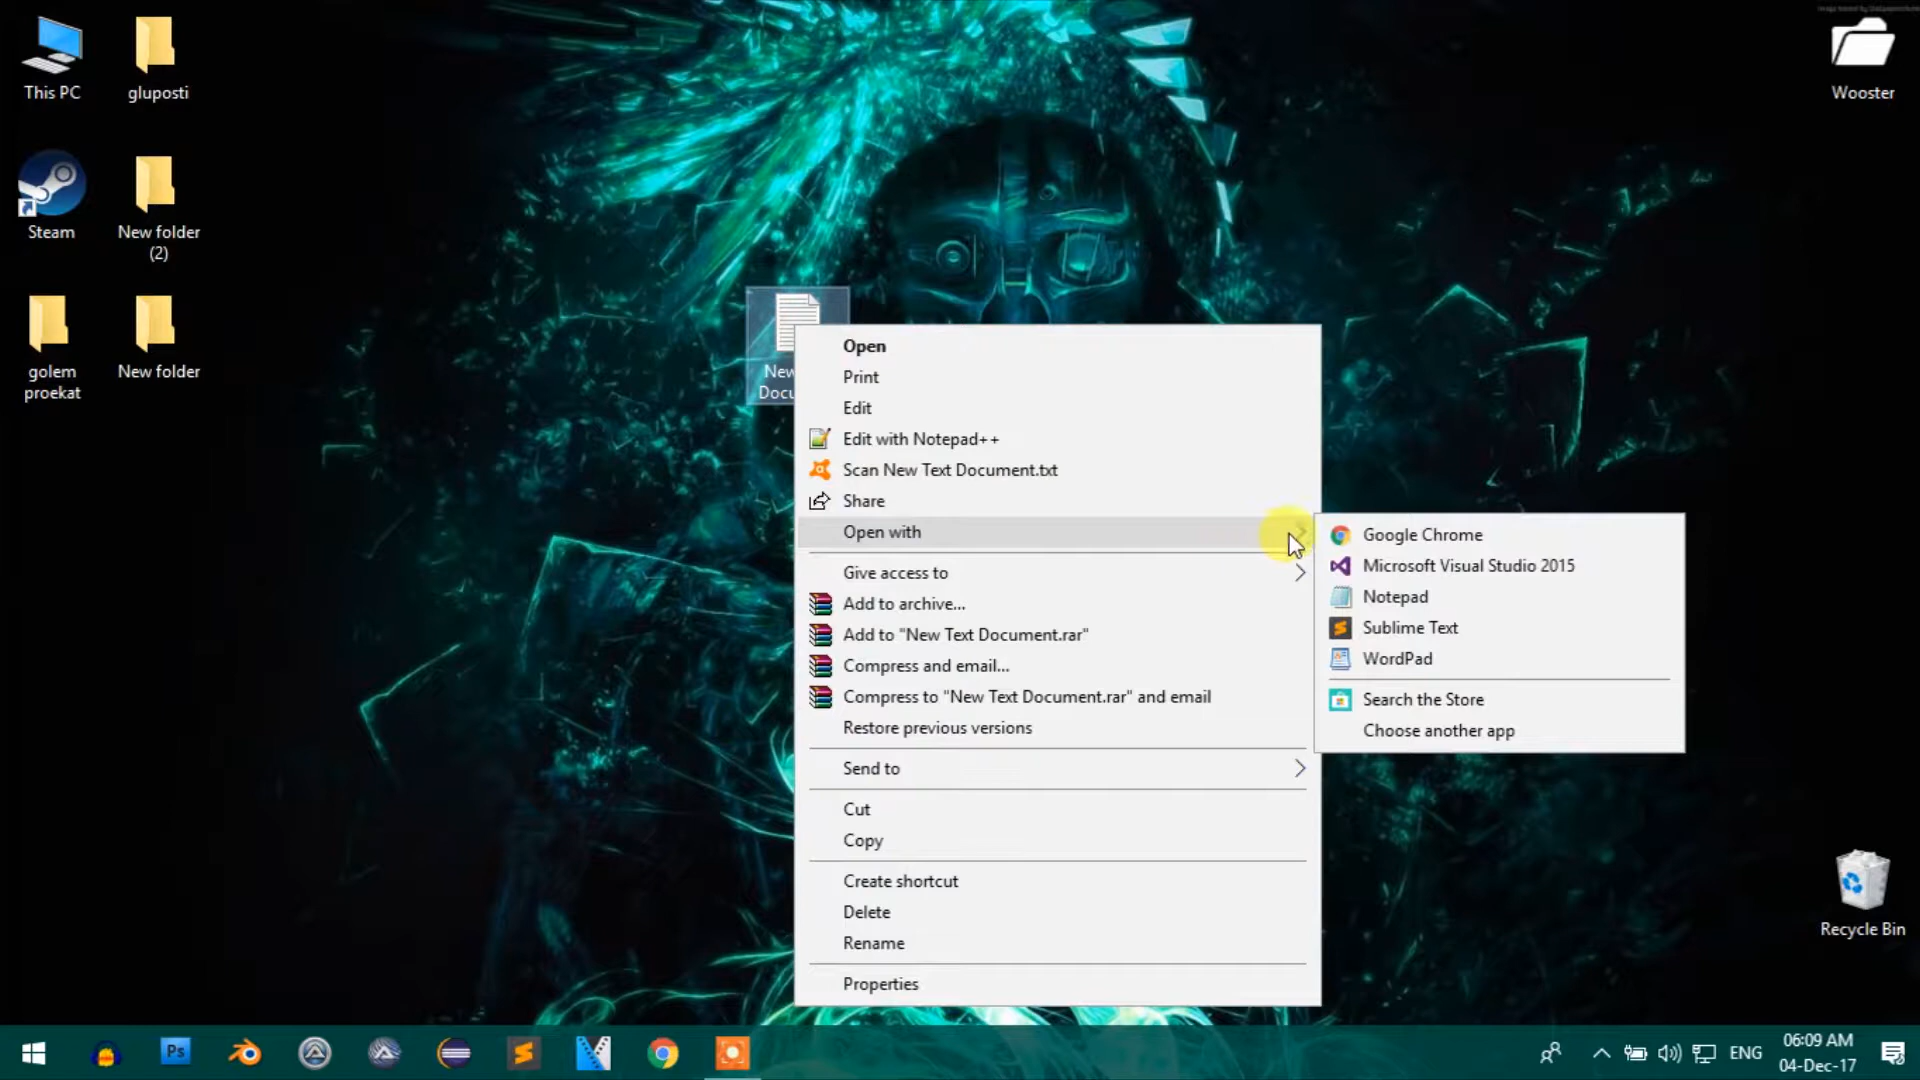 This PC
gluposti
Steam
New folder
(2)
golem
proekat
New folder
Wooster
Recycle Bin
New
Docu
Open
Print
Edit
Edit with Notepad++
Scan New Text Document.txt
Share
Open with
Give access to
Add to archive...
Add to "New Text Document.rar"
Compress and email...
Compress to "New Text Document.rar" and email
Restore previous versions
Send to
Cut
Copy
Create shortcut
Delete
Rename
Properties
Google Chrome
Microsoft Visual Studio 2015
Notepad
Sublime Text
WordPad
Search the Store
Choose another app
Ps
ENG
06:09 AM
04-Dec-17